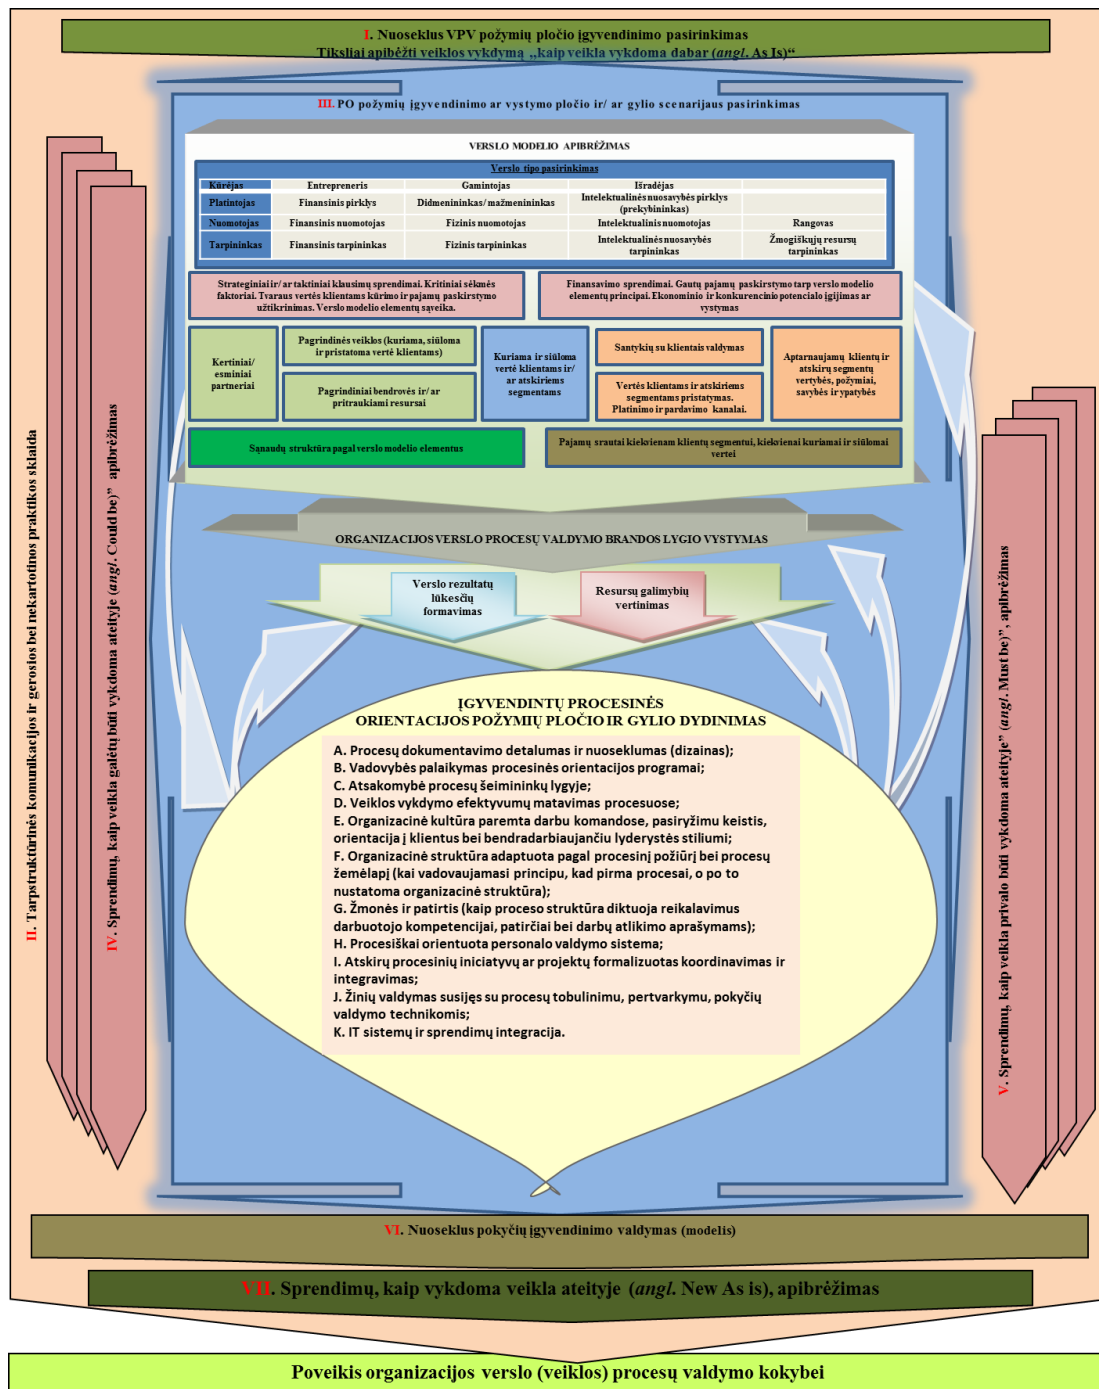 I. Nuoseklus VPV požymių pločio įgyvendinimo pasirinkimas
Tiksliai apibėžti veiklos vykdymą „kaip veikla vykdoma dabar (angl. As Is)“
III. PO požymių įgyvendinimo ar vystymo pločio ir/ ar gylio scenarijaus pasirinkimas
VERSLO MODELIO APIBRĖŽIMAS
Verslo tipo pasirinkimas
Kūrėjas Entrepreneris Gamintojas Išradėjas
Platintojas Finansinis pirklys Didmenininkas/ mažmenininkas Intelektualinės nuosavybės pirklys
(prekybininkas)
Nuomotojas Finansinis nuomotojas Fizinis nuomotojas Intelektualinis nuomotojas Rangovas
Tarpininkas Finansinis tarpininkas Fizinis tarpininkas Intelektualinės nuosavybės
tarpininkas
Žmogiškųjų resursų
tarpininkas
Strateginiai ir/ ar taktiniai klausimų sprendimai. Kritiniai sėkmės
faktoriai. Tvaraus vertės klientams kūrimo ir pajamų paskirstymo
užtikrinimas. Verslo modelio elementų sąveika.
Finansavimo sprendimai. Gautų pajamų paskirstymo tarp verslo modelio
elementų principai. Ekonominio ir konkurencinio potencialo įgijimas ar
vystymas
Kertiniai/
esminiai
partneriai
Pagrindinės veiklos (kuriama, siūloma
ir pristatoma vertė klientams)
Pagrindiniai bendrovės ir/ ar
pritraukiami resursai
Kuriama ir siūloma
vertė klientams ir/
ar atskiriems
segmentams
Santykių su klientais valdymas
Vertės klientams ir atskiriems
segmentams pristatymas.
Platinimo ir pardavimo kanalai.
Aptarnaujamų klientų ir
atskirų segmentų
vertybės, požymiai,
savybės ir ypatybės
Sąnaudų struktūra pagal verslo modelio elementus
Pajamų srautai kiekvienam klientų segmentui, kiekvienai kuriamai ir siūlomai
vertei
ORGANIZACIJOS VERSLO PROCESŲ VALDYMO BRANDOS LYGIO VYSTYMAS
Verslo rezultatų
lūkesčių
formavimas
Resursų galimybių
vertinimas
ĮGYVENDINTŲ PROCESINĖS
ORIENTACIJOS POŽYMIŲ PLOČIO IR GYLIO DYDINIMAS
A. Procesų dokumentavimo detalumas ir nuoseklumas (dizainas);
B. Vadovybės palaikymas procesinės orientacijos programai;
C. Atsakomybė procesų šeimininkų lygyje;
D. Veiklos vykdymo efektyvumų matavimas procesuose;
E. Organizacinė kultūra paremta darbu komandose, pasiryžimu keistis,
orientacija į klientus bei bendradarbiaujančiu lyderystės stiliumi;
F. Organizacinė struktūra adaptuota pagal procesinį požiūrį bei procesų
žemėlapį (kai vadovaujamasi principu, kad pirma procesai, o po to
nustatoma organizacinė struktūra);
G. Žmonės ir patirtis (kaip proceso struktūra diktuoja reikalavimus
darbuotojo kompetencijai, patirčiai bei darbų atlikimo aprašymams);
H. Procesiškai orientuota personalo valdymo sistema;
I. Atskirų procesinių iniciatyvų ar projektų formalizuotas koordinavimas ir
integravimas;
J. Žinių valdymas susijęs su procesų tobulinimu, pertvarkymu, pokyčių
valdymo technikomis;
K. IT sistemų ir sprendimų integracija.
II. Tarpstruktūrinės komunikacijos ir gerosios bei nekartotinos praktikos sklaida
IV. Sprendimų, kaip veikla galėtų būti vykdoma ateityje (angl. Could be)” apibrėžimas
V. Sprendimų, kaip veikla privalo būti vykdoma ateityje” (angl. Must be)”, apibrėžimas
VI. Nuoseklus pokyčių įgyvendinimo valdymas (modelis)
VII. Sprendimų, kaip vykdoma veikla ateityje (angl. New As is), apibrėžimas
Poveikis organizacijos verslo (veiklos) procesų valdymo kokybei